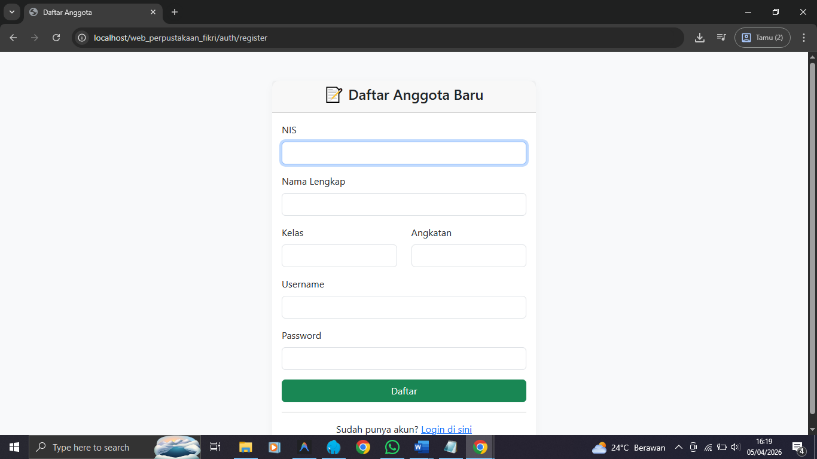 Daftar Anggota
localhost/web_perpustakaan_fikri/auth/register
Tamu (2)
Daftar Anggota Baru
NIS
Nama Lengkap
Kelas Angkatan
Username
Password
Daftar
Sudah punya akun? Login di sini
Type here to search
24°C Berawan
16:19
05/04/2026
4